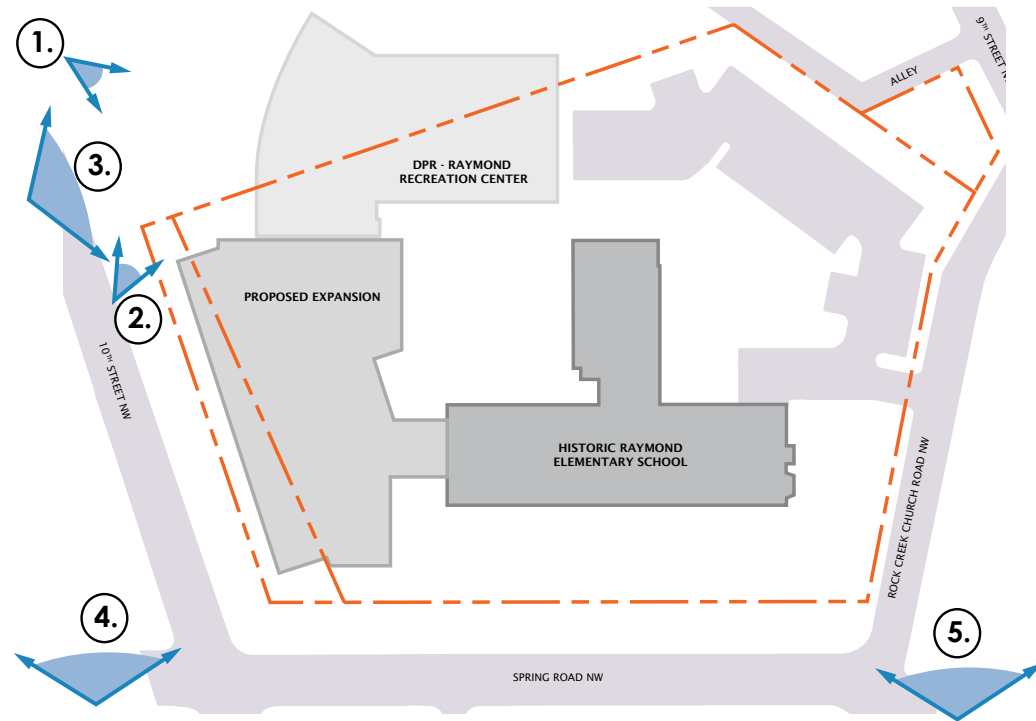 1.
9TH STREET N
ALLEY
3.
DPR - RAYMOND
RECREATION CENTER
PROPOSED EXPANSION
2.
10TH STREET NW
HISTORIC RAYMOND
ELEMENTARY SCHOOL
ROCK CREEK CHURCH ROAD NW
4.
5.
SPRING ROAD NW